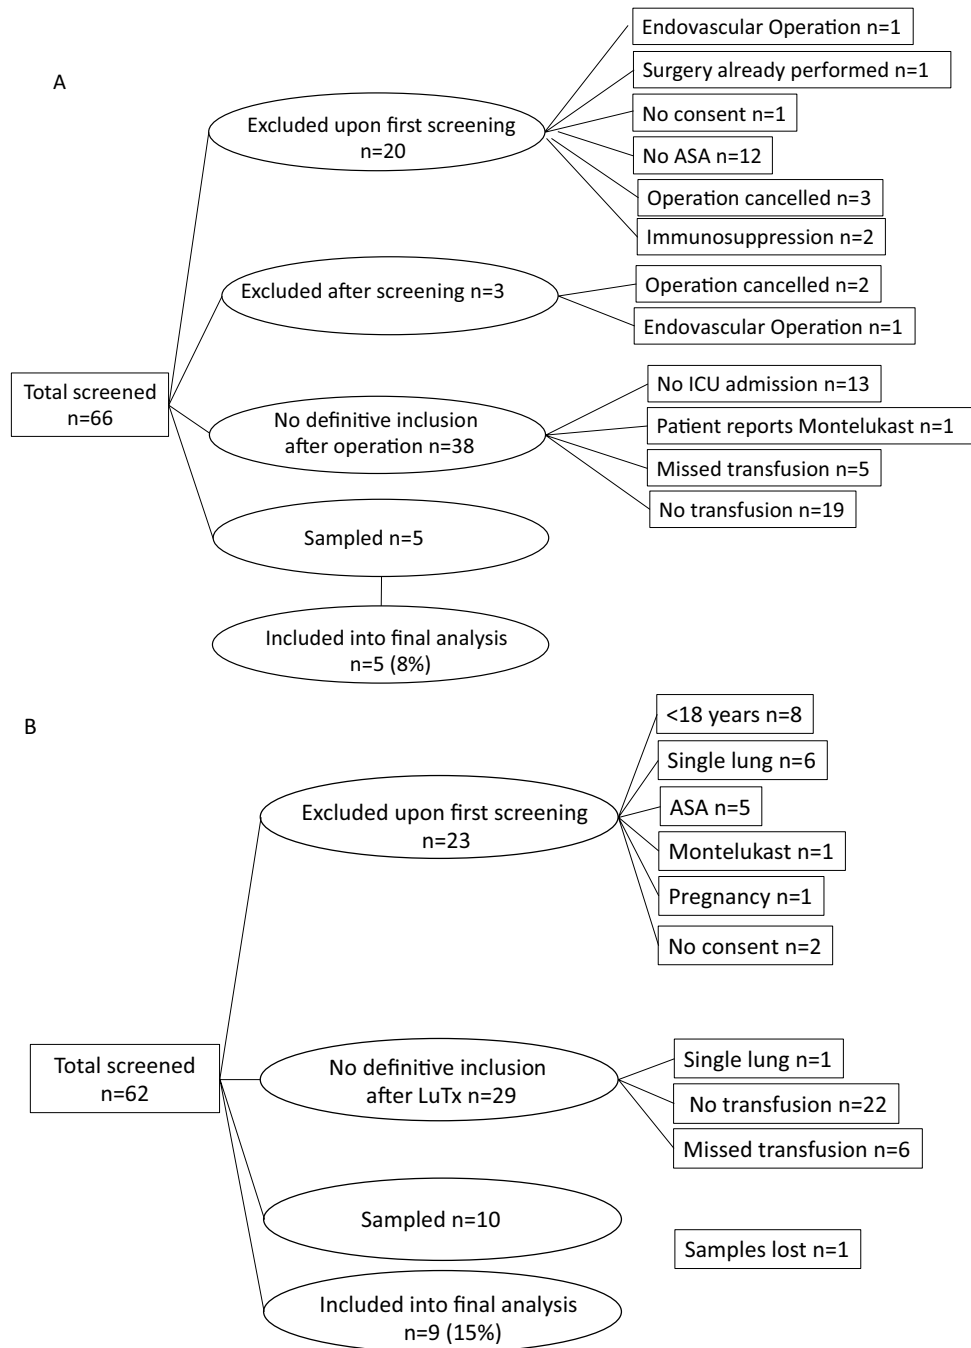 A
Endovascular Operation n=1
Surgery already performed n=1
Excluded upon first screening
n=20
No consent n=1
No ASA n=12
Operation cancelled n=3
Immunosuppression n=2
Excluded after screening n=3
Operation cancelled n=2
Endovascular Operation n=1
Total screened
n=66
No definitive inclusion
after operation n=38
No ICU admission n=13
Patient reports Montelukast n=1
Missed transfusion n=5
No transfusion n=19
Sampled n=5
Included into final analysis
n=5 (8%)
B
<18 years n=8
Single lung n=6
Excluded upon first screening
n=23
ASA n=5
Montelukast n=1
Pregnancy n=1
No consent n=2
Total screened
n=62
No definitive inclusion
after LuTx n=29
Single lung n=1
No transfusion n=22
Missed transfusion n=6
Sampled n=10
Samples lost n=1
Included into final analysis
n=9 (15%)